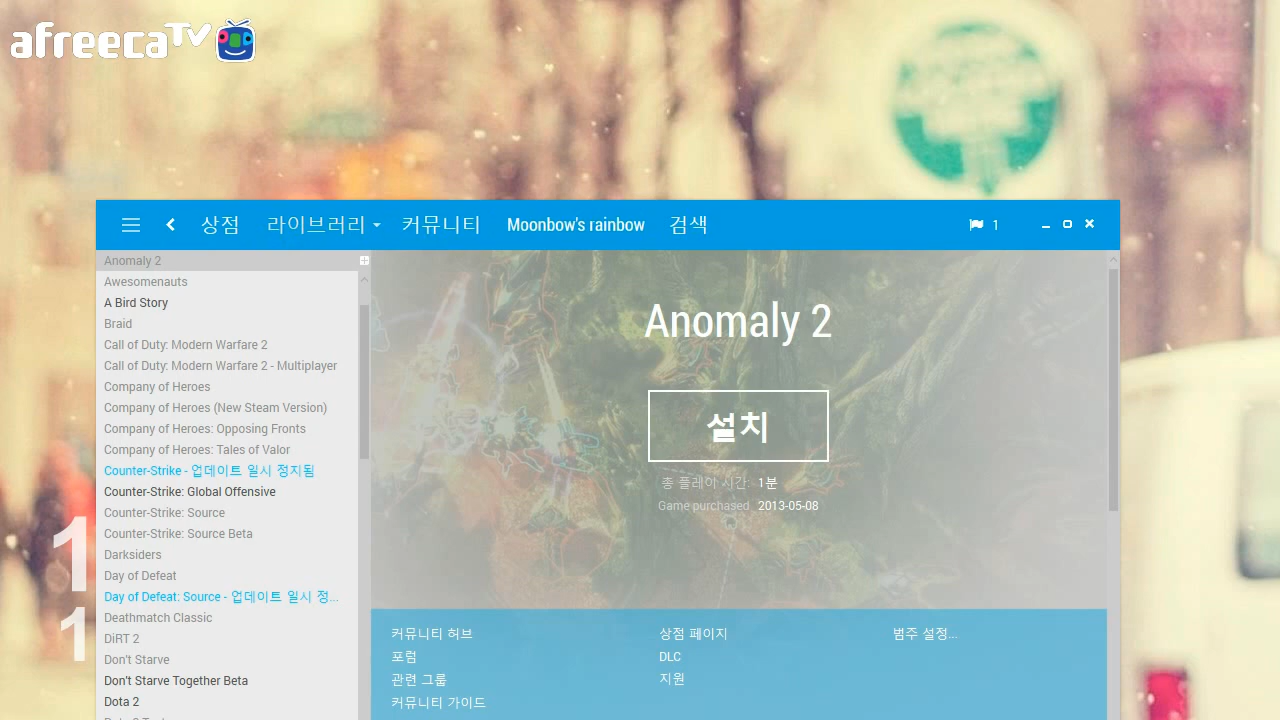 afreecaTV
상점 라이브러리 커뮤니티 Moonbow's rainbow 검색 1
Anomaly 2
Awesomenauts
A Bird Story
Braid
Call of Duty: Modern Warfare 2
Call of Duty: Modern Warfare 2 - Multiplayer
Company of Heroes
Company of Heroes (New Steam Version)
Company of Heroes: Opposing Fronts
Company of Heroes: Tales of Valor
Counter-Strike - 업데이트 일시 정지됨
Counter-Strike: Global Offensive
Counter-Strike: Source
Counter-Strike: Source Beta
Darksiders
Day of Defeat
Day of Defeat: Source - 업데이트 일시 정...
Deathmatch Classic
DiRT 2
Don't Starve
Don't Starve Together Beta
Dota 2
Anomaly 2
설치
총 플레이 시간: 1분
Game purchased 2013-05-08
커뮤니티 허브
포럼
관련 그룹
커뮤니티 가이드
상점 페이지
DLC
지원
범주 설정...
1
1